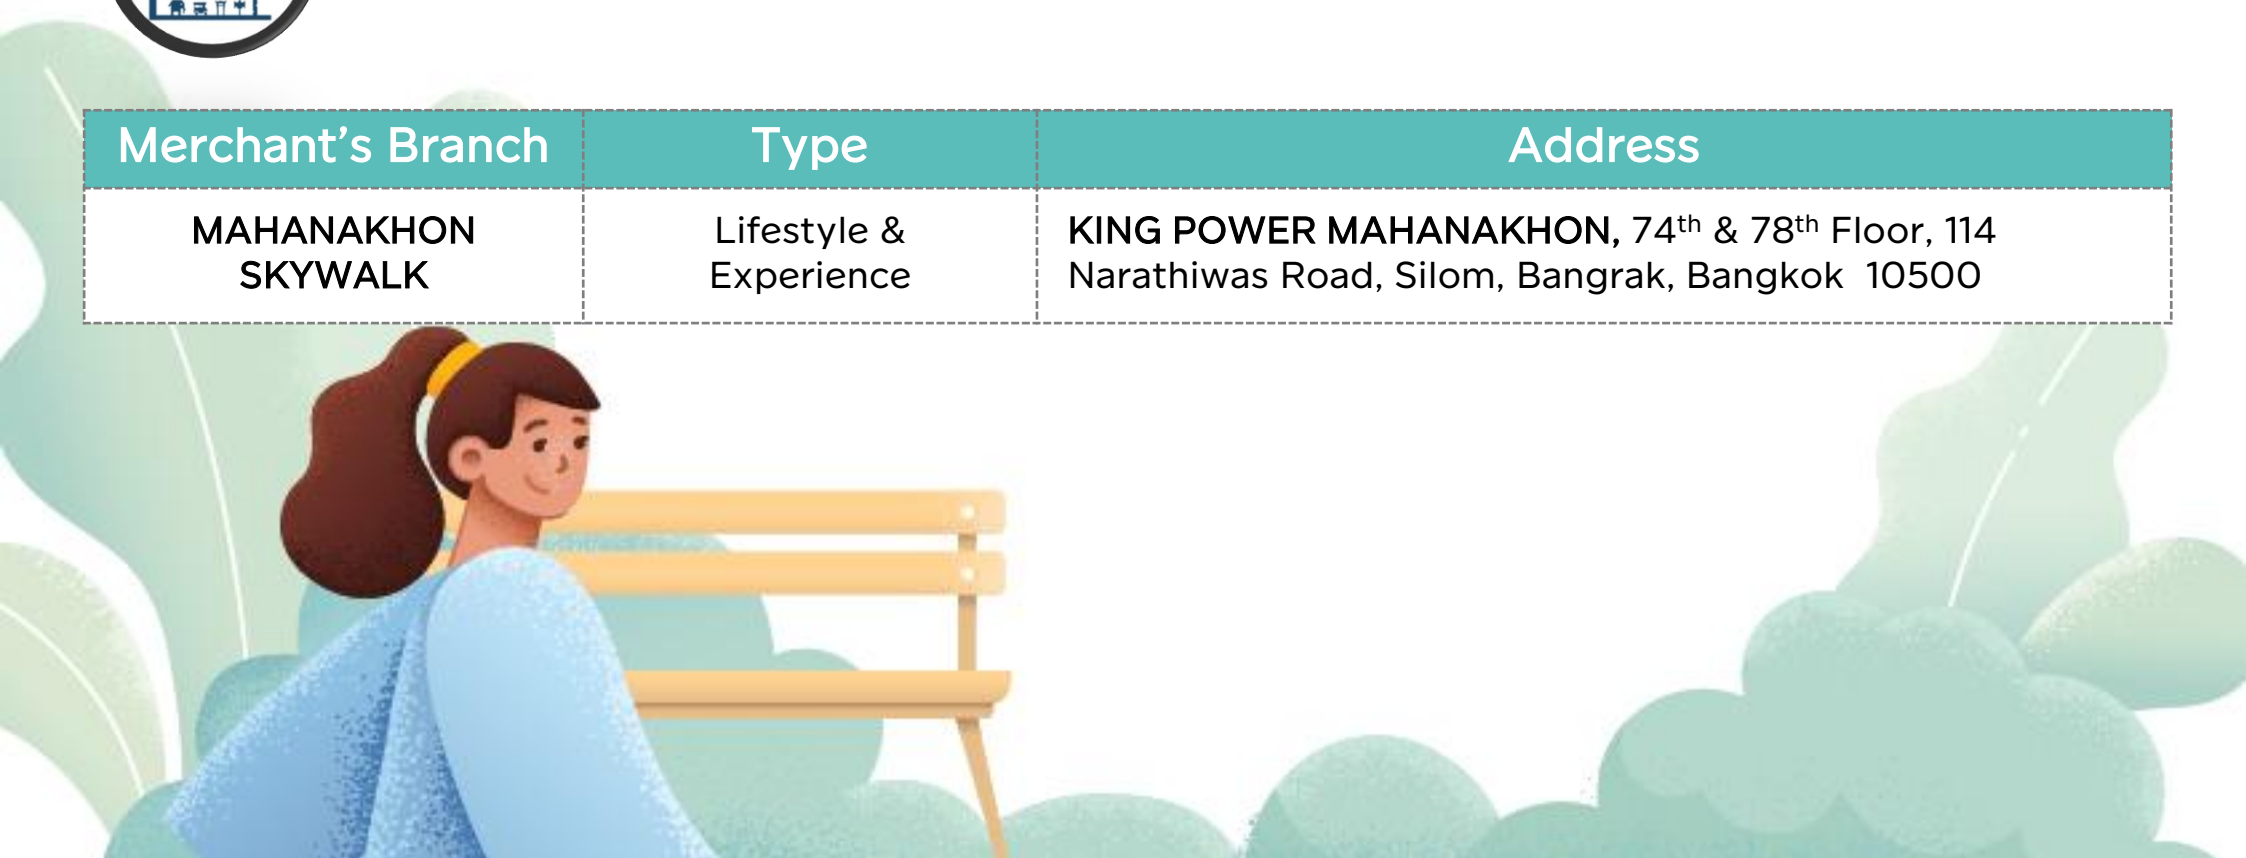 Merchant's Branch Type Address
MAHANAKHON Lifestyle & KING POWER MAHANAKHON, 74th & 78th Floor, 114
SKYWALK Experience Narathiwas Road, Silom, Bangrak, Bangkok 10500